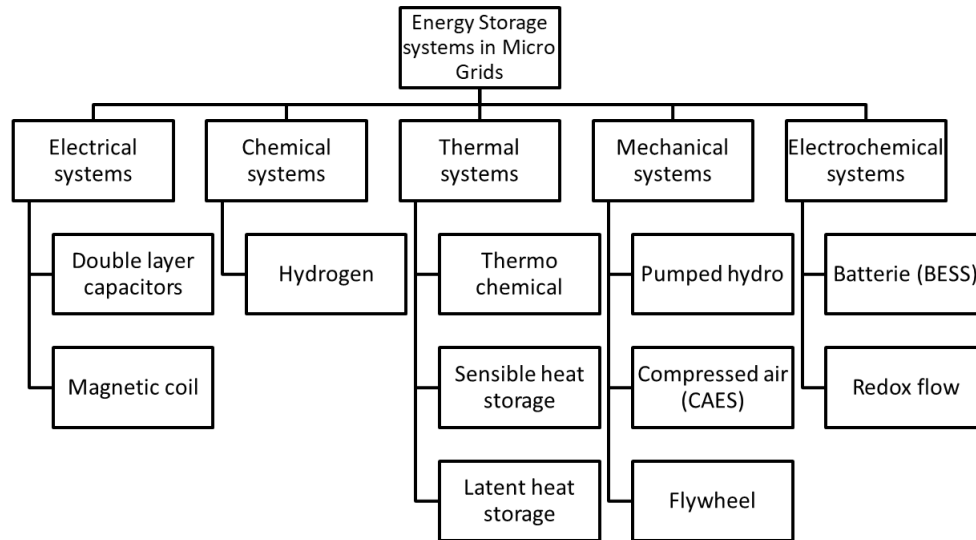 Energy Storage
systems in Micro
Grids
Electrical
systems
Chemical
systems
Thermal
systems
Mechanical
systems
Electrochemical
systems
Double layer
capacitors
Hydrogen
Thermo
chemical
Pumped hydro
Batterie (BESS)
Magnetic coil
Sensible heat
storage
Compressed air
(CAES)
Redox flow
Latent heat
storage
Flywheel